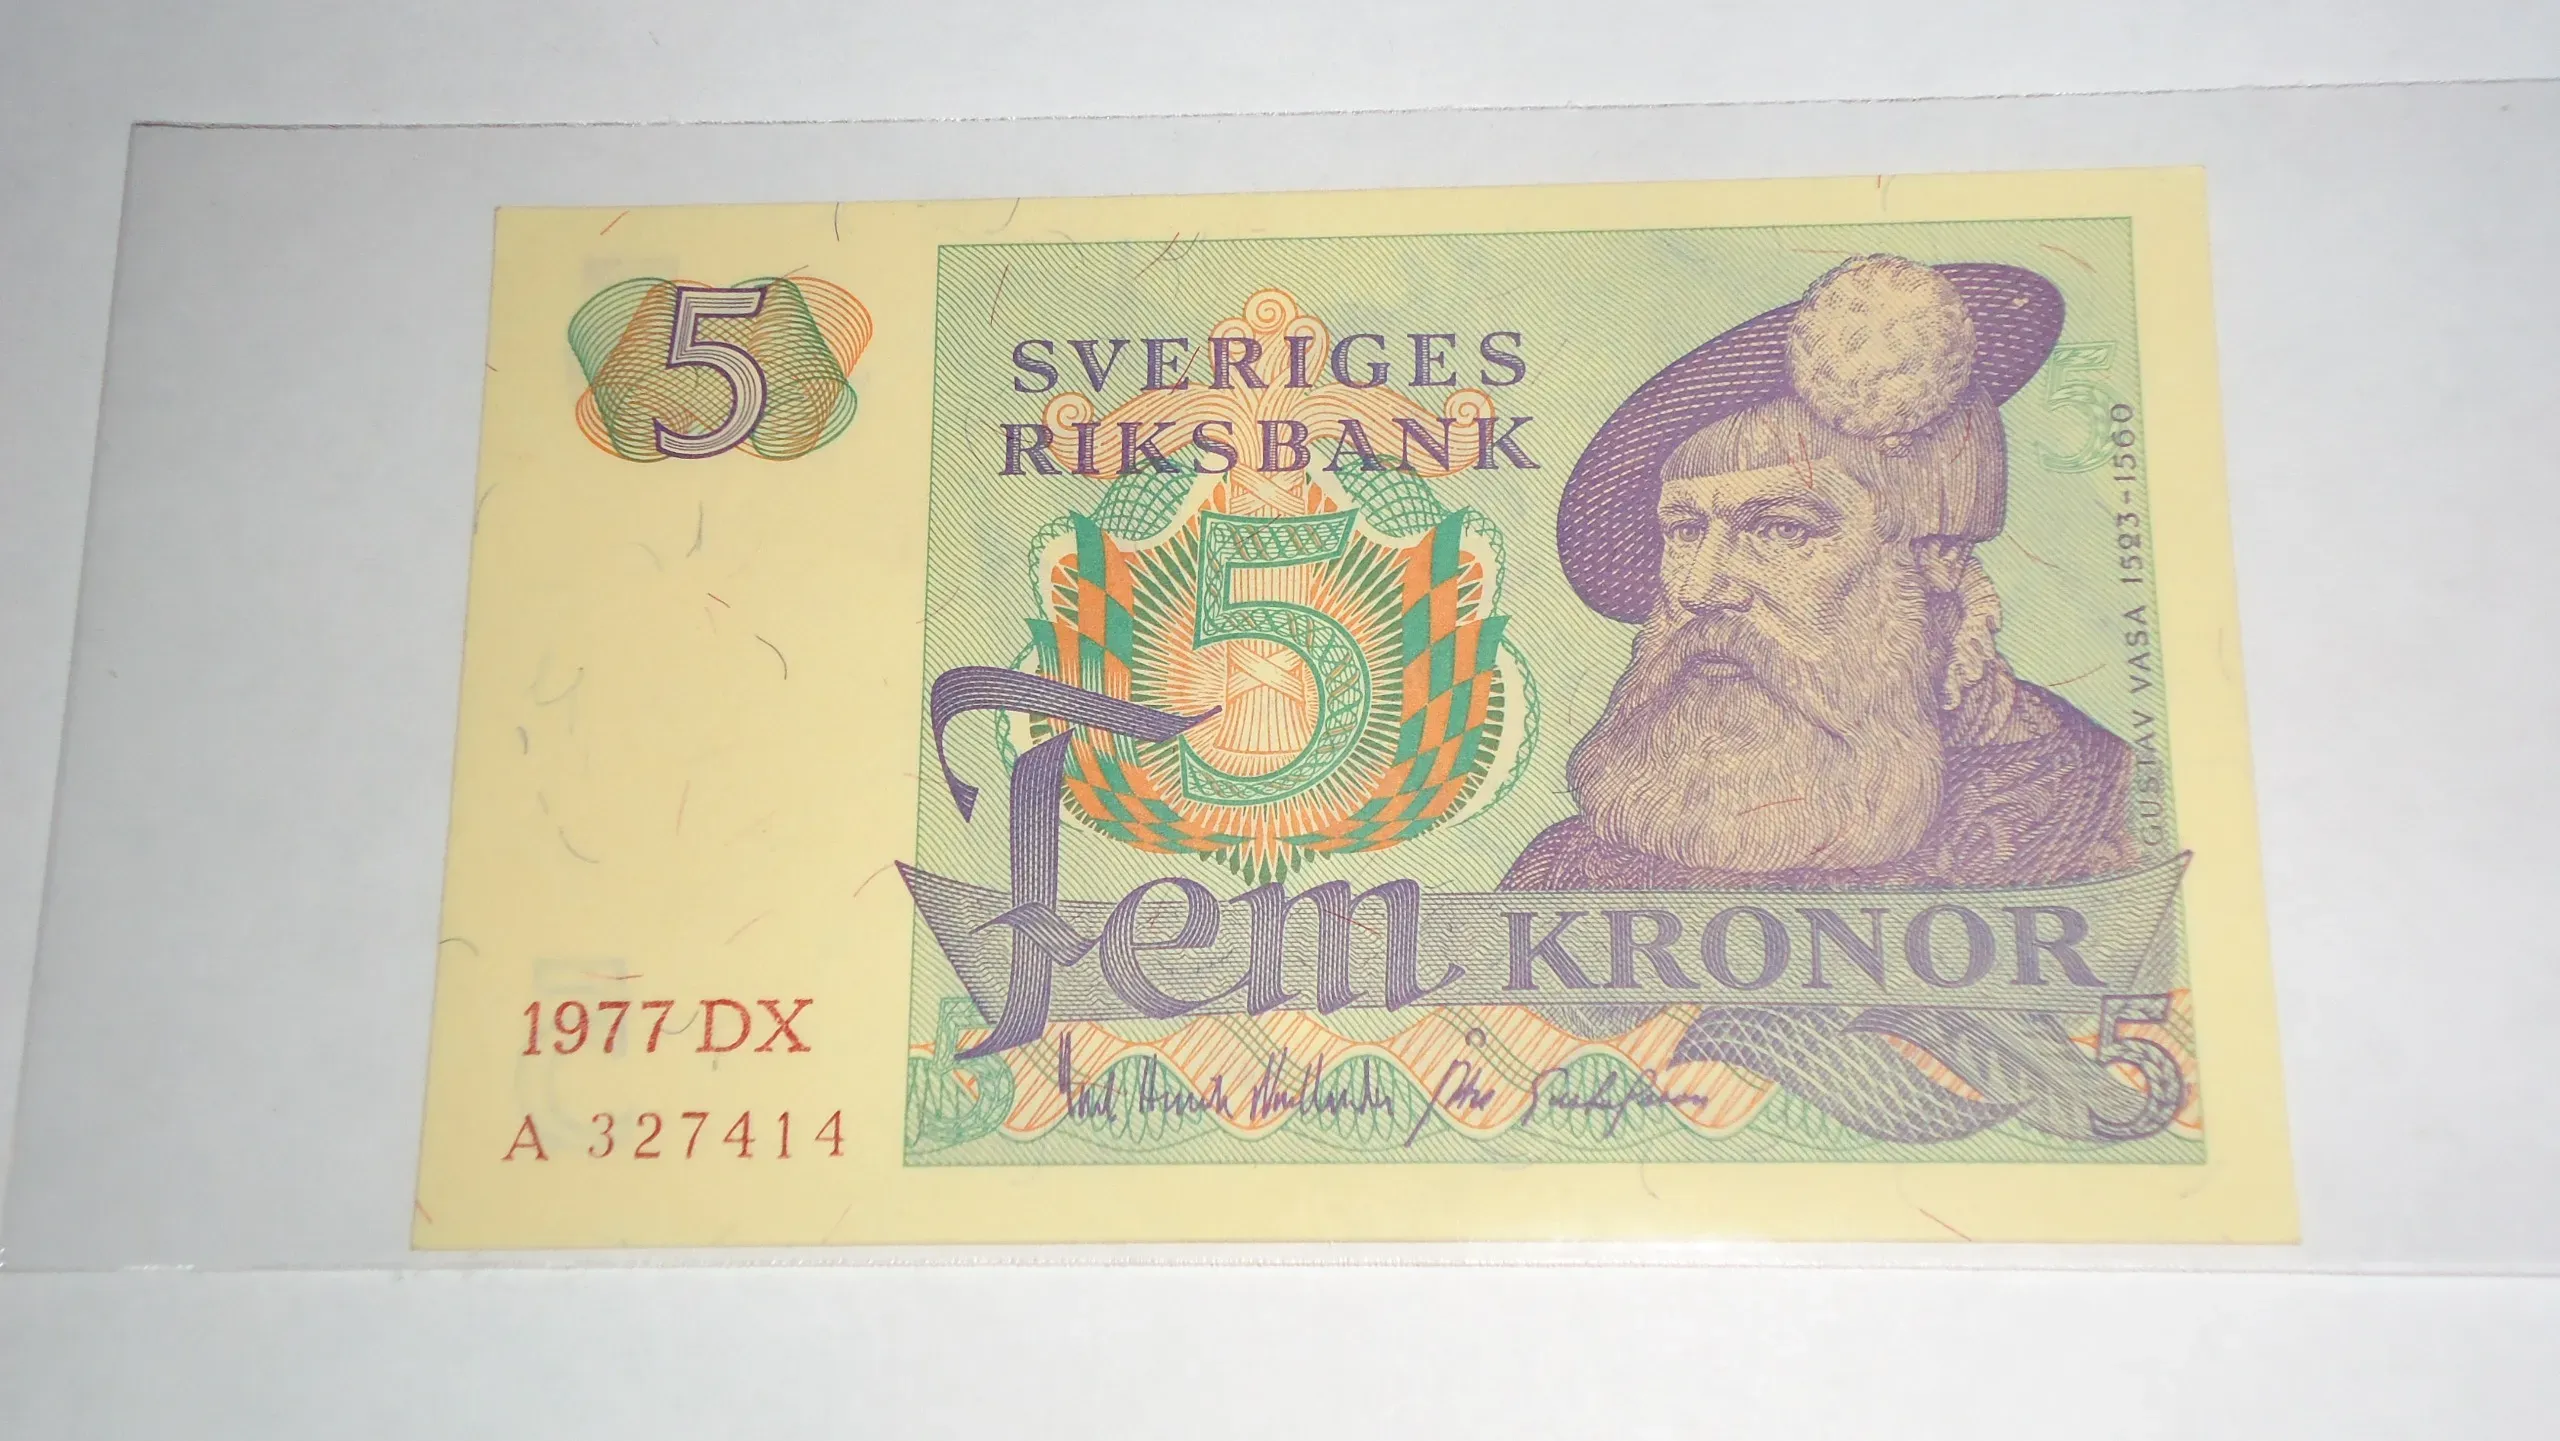 5
SVERIGES
RIKSBANK
5
5
GUSTAV VASA 1523-1560
Fem KRONOR
1977 DX
A 327414
5
5